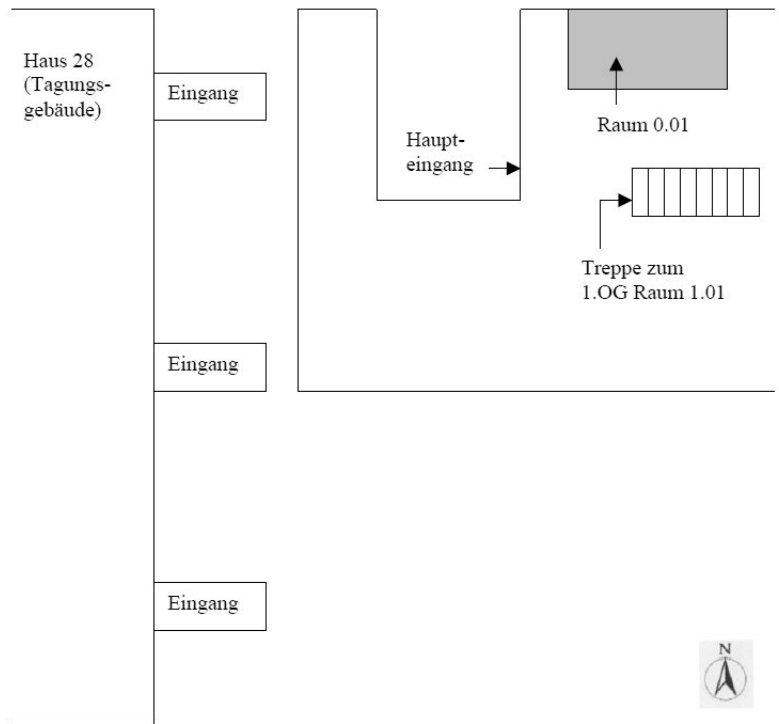 Haus 28
(Tagungs-
gebäude)
Eingang
Haupt-
eingang
Raum 0.01
Treppe zum
1.OG Raum 1.01
Eingang
Eingang
N